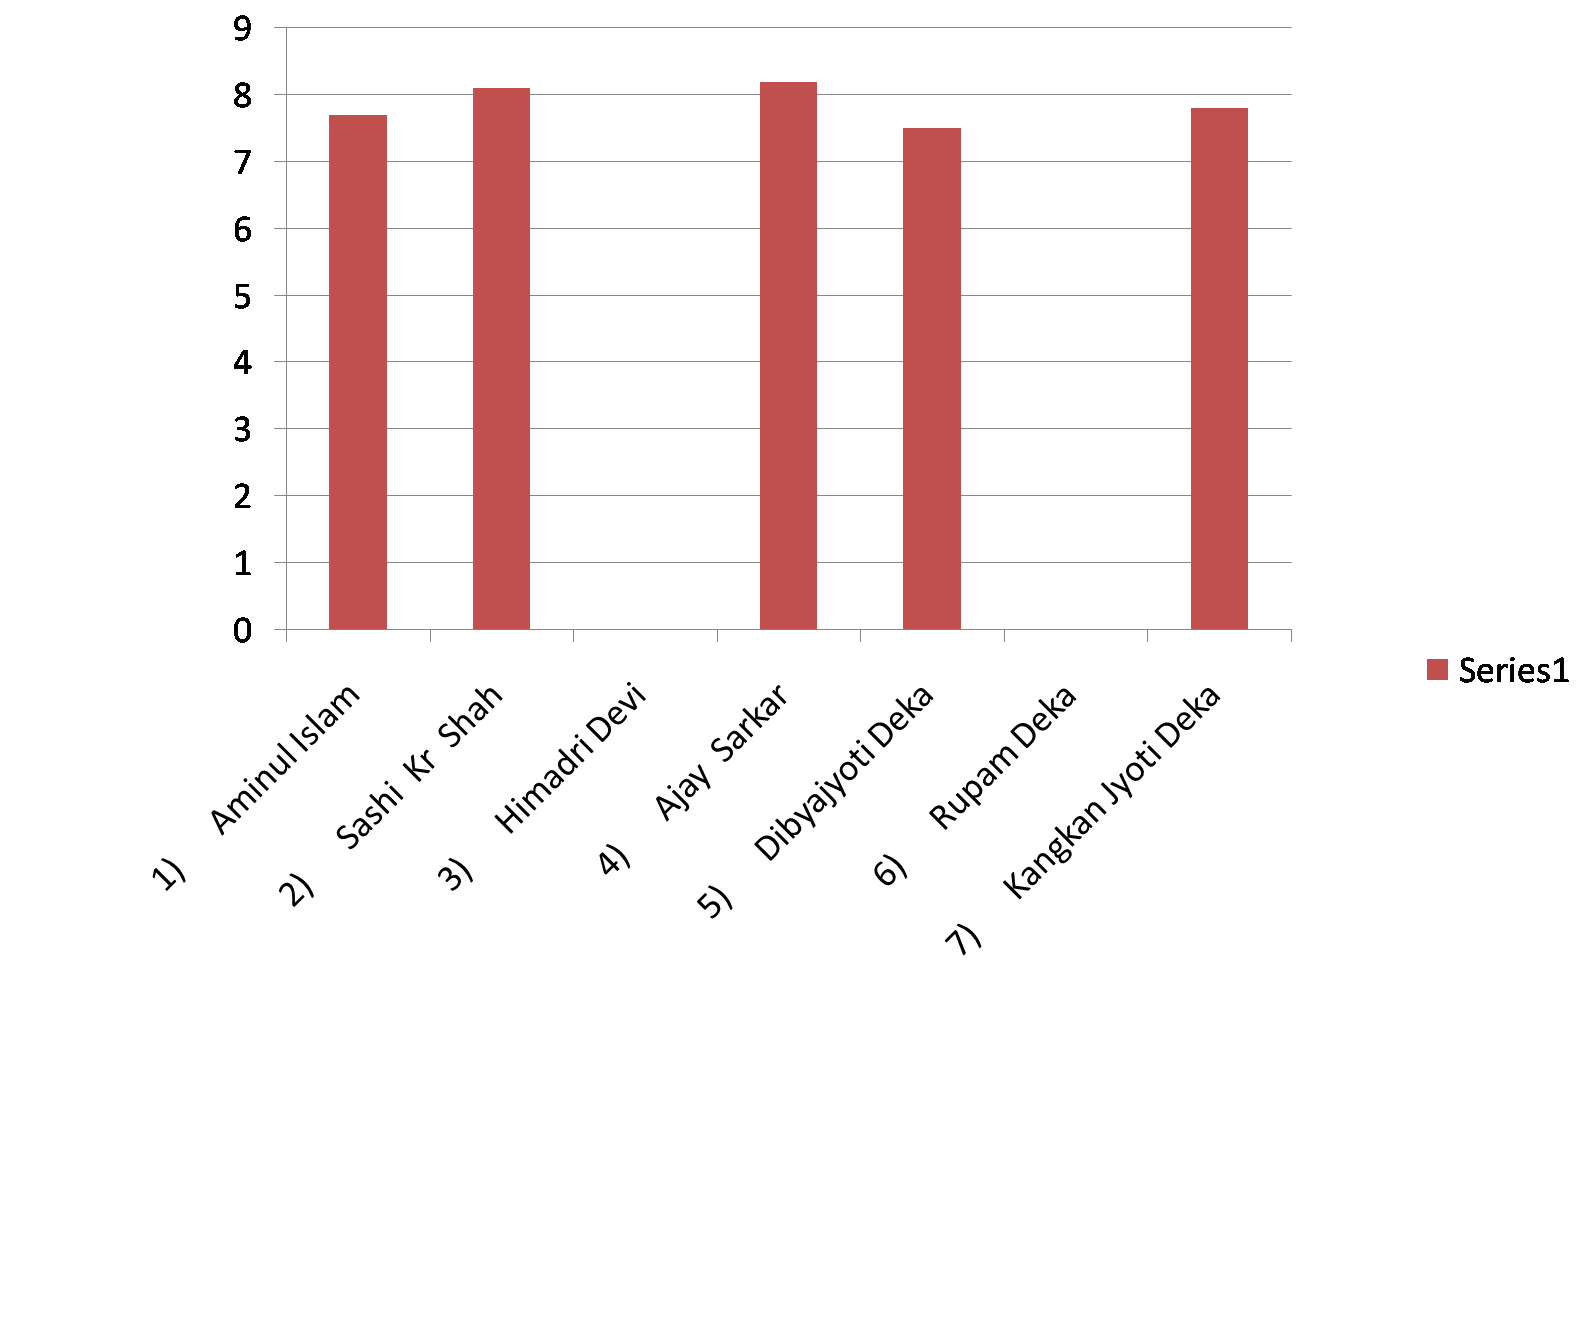 9
8
7
6
5
4
3
2
1
0
1) Aminul Islam
2) Sashi Kr Shah
3) Himadri Devi
4) Ajay Sarkar
5) Dibyajyoti Deka
6) Rupam Deka
7) Kangkan Jyoti Deka
Series1